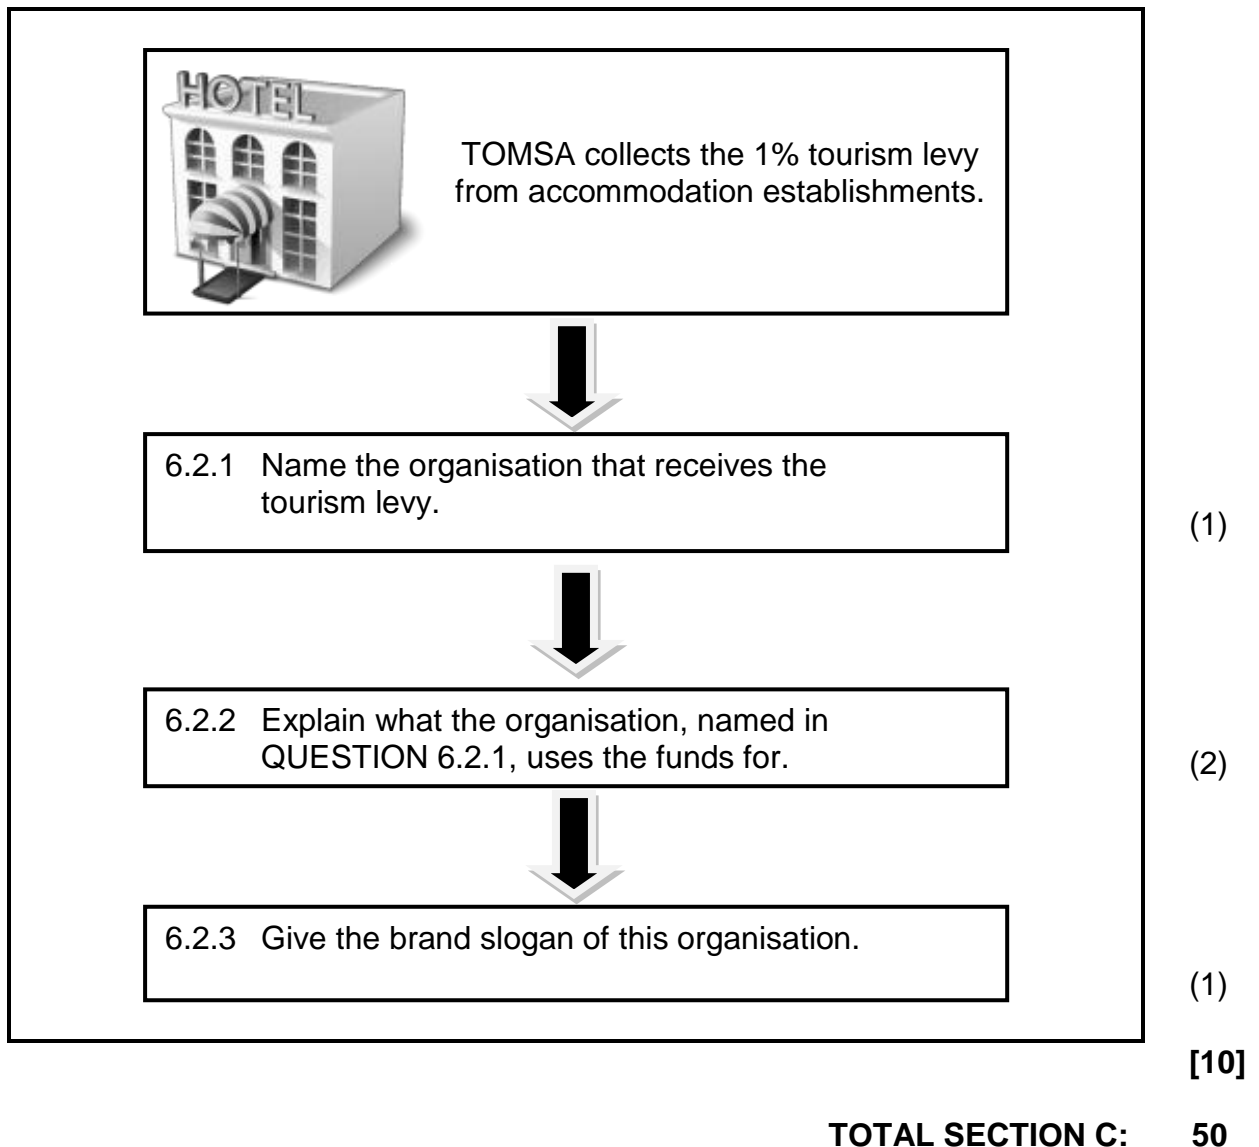 HOTEL
TOMSA collects the 1% tourism levy
from accommodation establishments.
6.2.1 Name the organisation that receives the
tourism levy.
(1)
6.2.2 Explain what the organisation, named in
QUESTION 6.2.1, uses the funds for.
(2)
6.2.3 Give the brand slogan of this organisation.
(1)
[10]
TOTAL SECTION C: 50